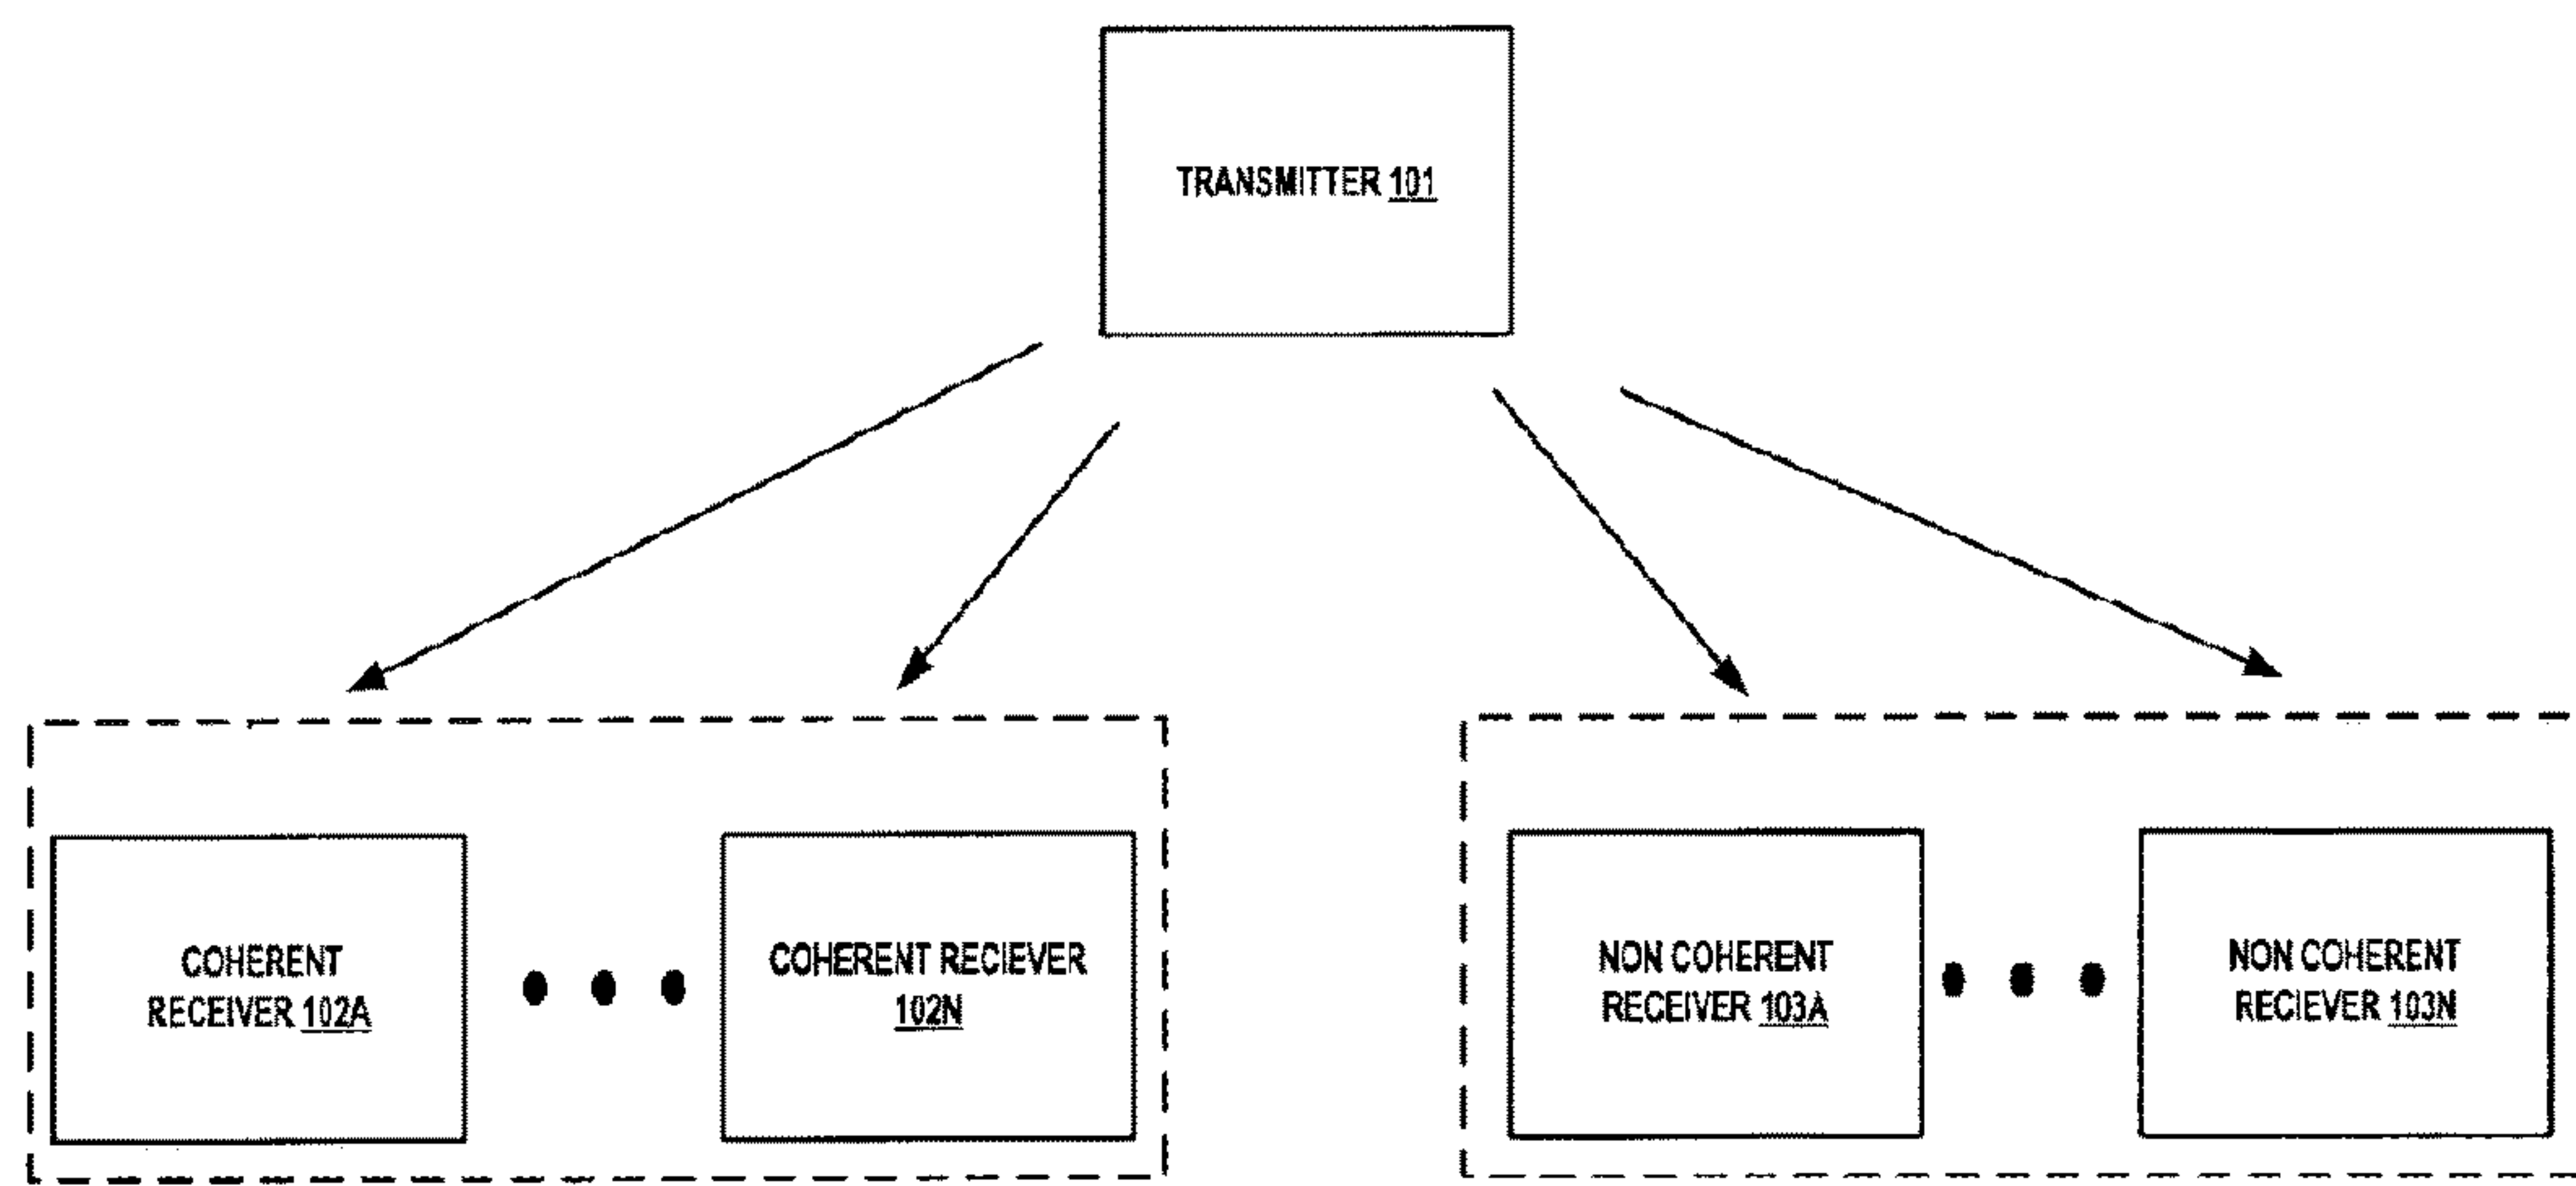 TRANSMITTER 101
COHERENT
RECEIVER 102A
COHERENT RECIEVER
102N
NON COHERENT
RECEIVER 103A
NON COHERENT
RECIEVER 103N